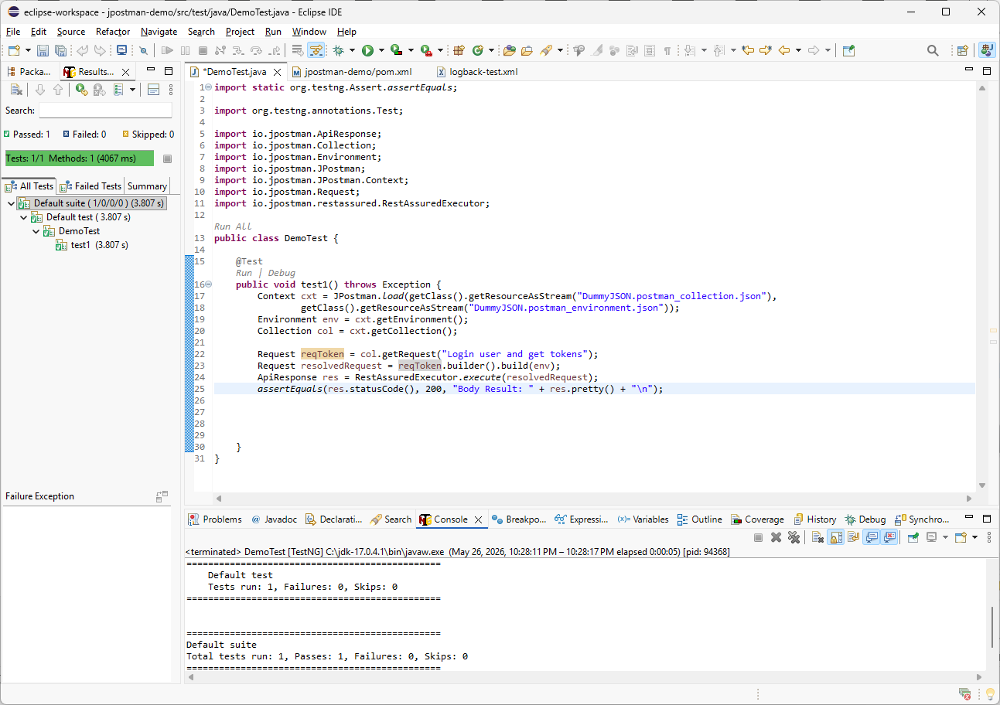 eclipse-workspace - jpostman-demo/src/test/java/DemoTest.java - Eclipse IDE
File Edit Source Refactor Navigate Search Project Run Window Help
Packa... Results...
*DemoTest.java jpostman-demo/pom.xml logback-test.xml
Search:
Passed: 1 Failed: 0 Skipped: 0
Tests: 1/1 Methods: 1 (4067 ms)
All Tests Failed Tests Summary
Default suite ( 1/0/0/0 ) (3.807 s)
Default test ( 3.807 s)
DemoTest
test1 (3.807 s)
Failure Exception
1 import static org.testng.Assert.assertEquals;
2
3 import org.testng.annotations.Test;
4
5 import io.jpostman.ApiResponse;
6 import io.jpostman.Collection;
7 import io.jpostman.Environment;
8 import io.jpostman.JPostman;
9 import io.jpostman.JPostman.Context;
10 import io.jpostman.Request;
11 import io.jpostman.restassured.RestAssuredExecutor;
12
Run All
13 public class DemoTest {
14
15 @Test
Run | Debug
16 public void test1() throws Exception {
17 Context cxt = JPostman.load(getClass().getResourceAsStream("DummyJSON.postman_collection.json"),
18 getClass().getResourceAsStream("DummyJSON.postman_environment.json"));
19 Environment env = cxt.getEnvironment();
20 Collection col = cxt.getCollection();
21
22 Request reqToken = col.getRequest("Login user and get tokens");
23 Request resolvedRequest = reqToken.builder().build(env);
24 ApiResponse res = RestAssuredExecutor.execute(resolvedRequest);
25 assertEquals(res.statusCode(), 200, "Body Result: " + res.pretty() + "\n");
26
27
28
29
30 }
31 }
Problems @ Javadoc Declarati... Search Console Breakpo... Expressi... (x)= Variables Outline Coverage History Debug Synchro...
<terminated> DemoTest [TestNG] C:\jdk-17.0.4.1\bin\javaw.exe (May 26, 2026, 10:28:11 PM – 10:28:17 PM elapsed 0:00:05) [pid: 94368]
===============================================
Default test
Tests run: 1, Failures: 0, Skips: 0
===============================================
===============================================
Default suite
Total tests run: 1, Passes: 1, Failures: 0, Skips: 0
===============================================